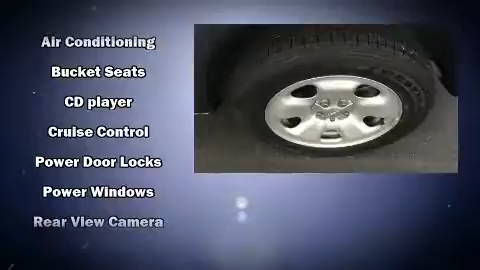 Air Conditioning
Bucket Seats
CD player
Cruise Control
Power Door Locks
Power Windows
Rear View Camera